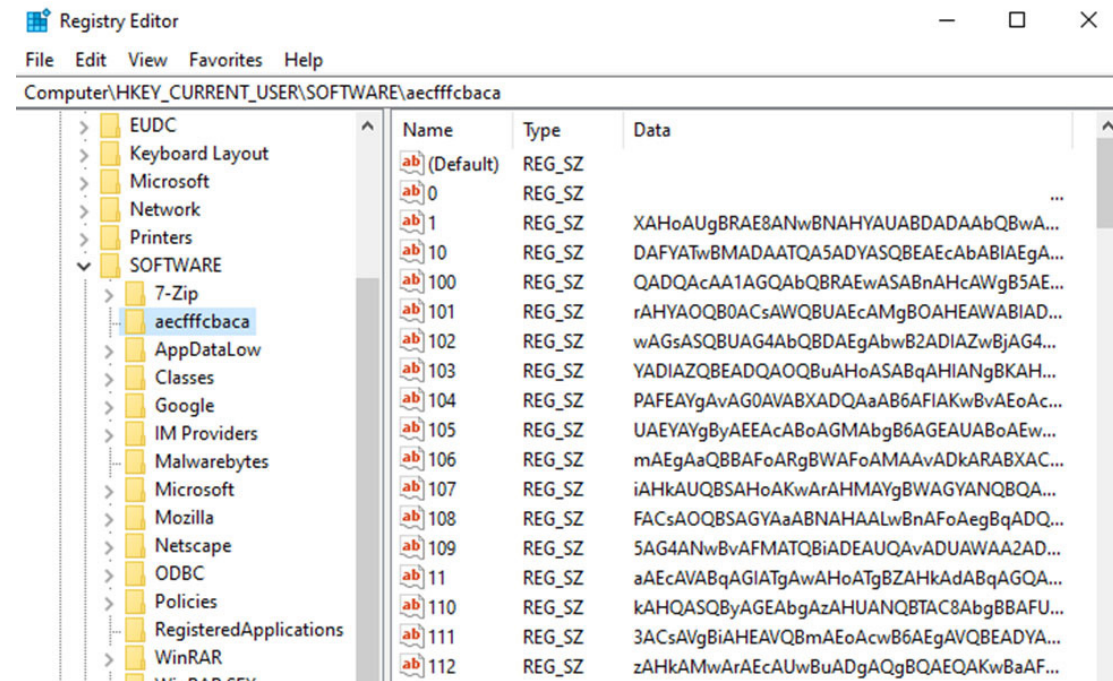 Registry Editor
File Edit View Favorites Help
Computer\HKEY_CURRENT_USER\SOFTWARE\aecfffcbaca
EUDC
Keyboard Layout
Microsoft
Network
Printers
SOFTWARE
7-Zip
aecfffcbaca
AppDataLow
Classes
Google
IM Providers
Malwarebytes
Microsoft
Mozilla
Netscape
ODBC
Policies
RegisteredApplications
WinRAR
WinRAR SFX
Name Type Data
(Default) REG_SZ
0 REG_SZ ...
1 REG_SZ XAHoAUgBRAE8ANwBNAHYAUABDADAAbQBwA...
10 REG_SZ DAFYATwBMADAATQA5ADYASQBEAEcAbABIAEgA...
100 REG_SZ QADQAcAA1AGQAbQBRAEwASABnAHcAWgB5AE...
101 REG_SZ rAHYAOQB0ACsAWQBUAEcAMgBOAHEAWABIAD...
102 REG_SZ wAGsASQBUAG4AbQBDAEgAbwB2ADIAZwBjAG4...
103 REG_SZ YADIAZQBEADQAOQBuAHoASABqAHIANgBKAH...
104 REG_SZ PAFEAYgAvAG0AVABXADQAaAB6AFIAKwBvAEoAc...
105 REG_SZ UAEYAYgByAEEAcABoAGMAbgB6AGEAUABoAEw...
106 REG_SZ mAEgAaQBBAFoARgBWAFoAMAAvADkARABXAC...
107 REG_SZ iAHkAUQBSAHoAKwArAHMAYgBWAGYANQBQA...
108 REG_SZ FACsAOQBSAGYAaABNAHAALwBnAFoAegBqADQ...
109 REG_SZ 5AG4ANwBvAFMATQBiADEAUQAvADUAWAA2AD...
11 REG_SZ aAEcAVABqAGIATgAwAHoATgBZAHkAdABqAGQA...
110 REG_SZ kAHQASQByAGEAbgAzAHUANQBTAC8AbgBBAFU...
111 REG_SZ 3ACsAVgBiAHEAVQBmAEoAcwB6AEgAVQBEADYA...
112 REG_SZ zAHkAMwArAEcAUwBuADgAQgBQAEQAKwBaAF...